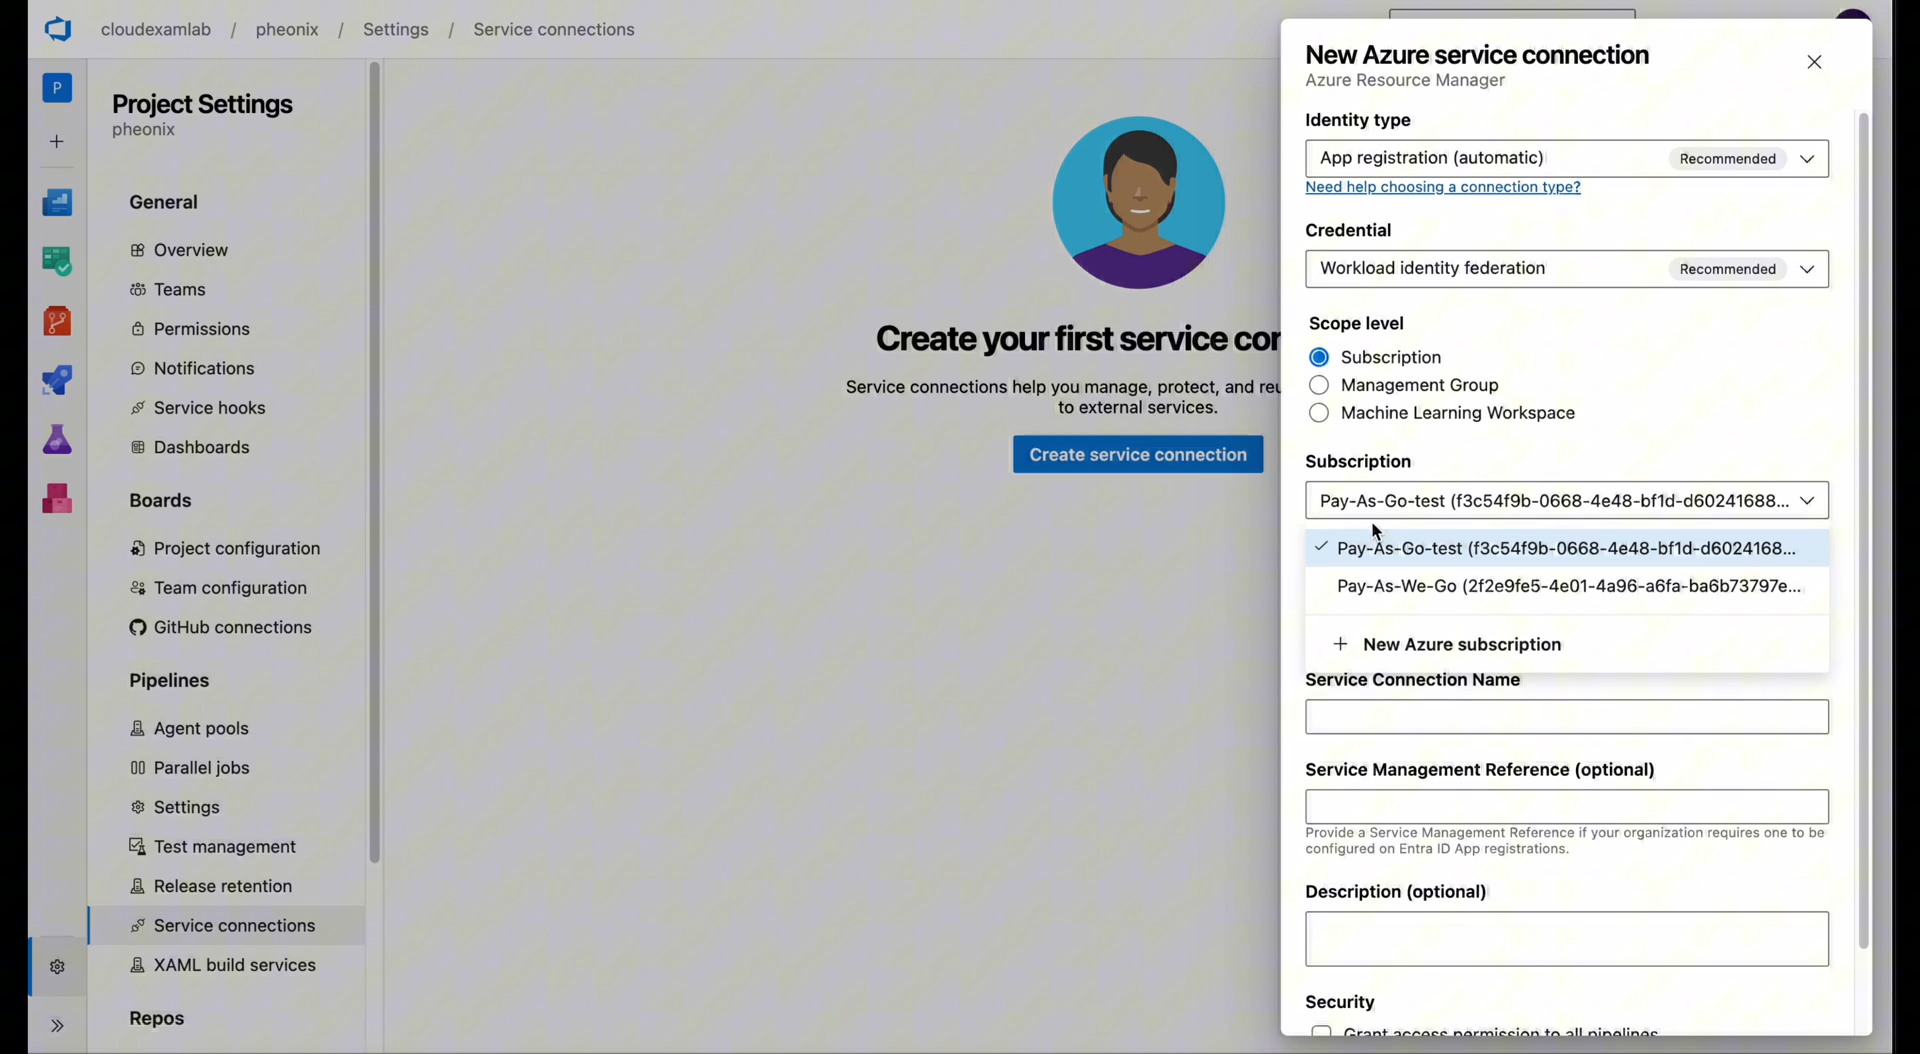 cloudexamlab / pheonix / Settings / Service connections
P
Project Settings
pheonix
General
Overview
Teams
Permissions
Notifications
Service hooks
Dashboards
Boards
Project configuration
Team configuration
GitHub connections
Pipelines
Agent pools
Parallel jobs
Settings
Test management
Release retention
Service connections
XAML build services
Repos
Create your first service cor
Service connections help you manage, protect, and reu
to external services.
Create service connection
New Azure service connection
Azure Resource Manager
Identity type
App registration (automatic) Recommended
Need help choosing a connection type?
Credential
Workload identity federation Recommended
Scope level
Subscription
Management Group
Machine Learning Workspace
Subscription
Pay-As-Go-test (f3c54f9b-0668-4e48-bf1d-d60241688...
Pay-As-Go-test (f3c54f9b-0668-4e48-bf1d-d6024168...
Pay-As-We-Go (2f2e9fe5-4e01-4a96-a6fa-ba6b73797e...
+ New Azure subscription
Service Connection Name
Service Management Reference (optional)
Provide a Service Management Reference if your organization requires one to be
configured on Entra ID App registrations.
Description (optional)
Security
Grant access permission to all pipelines